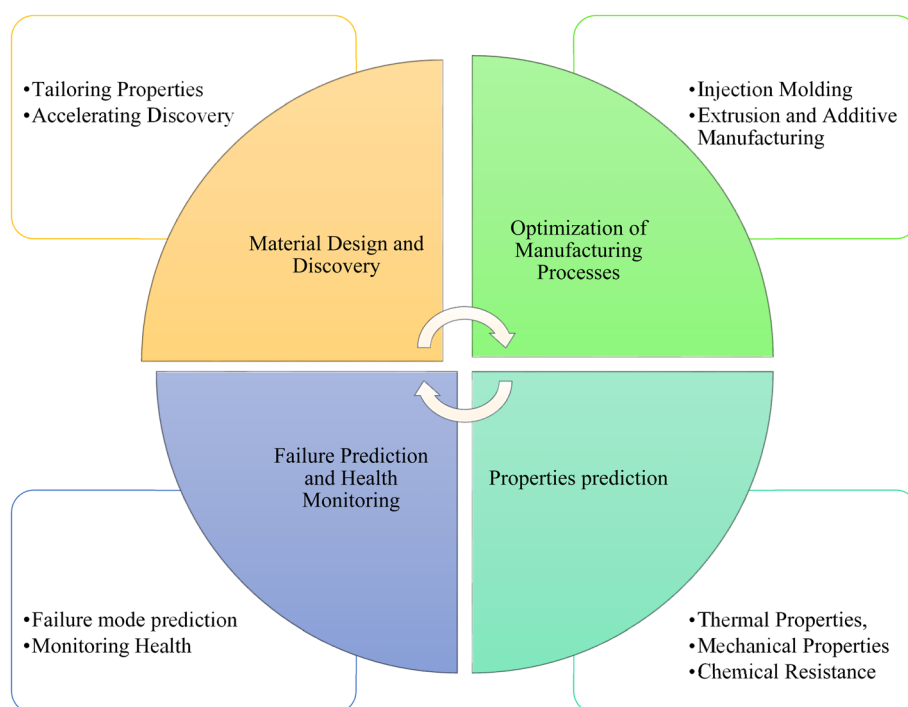 •Tailoring Properties
•Accelerating Discovery
•Injection Molding
•Extrusion and Additive
Manufacturing
Material Design and
Discovery
Optimization of
Manufacturing
Processes
Failure Prediction
and Health
Monitoring
Properties prediction
•Failure mode prediction
•Monitoring Health
•Thermal Properties,
•Mechanical Properties
•Chemical Resistance